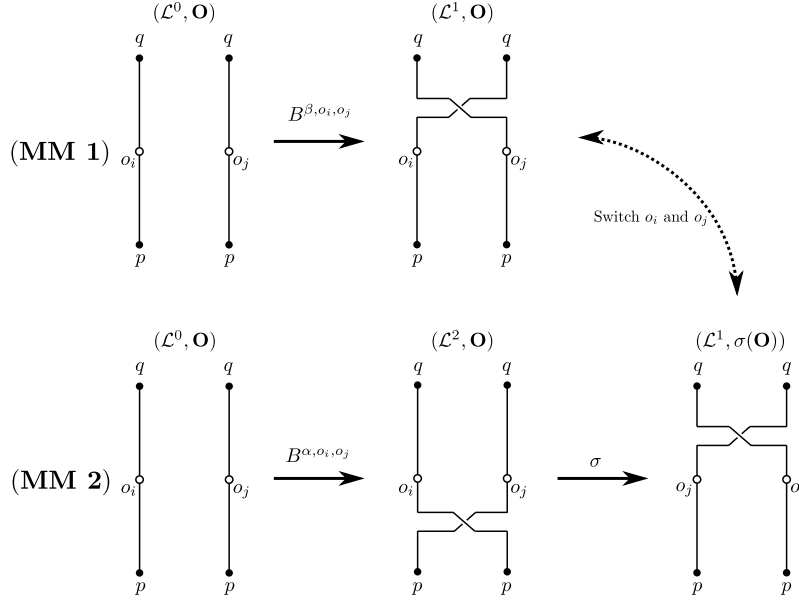 (𝓛⁰, O) (𝓛¹, O)
q q q q
B^{β,o_i,o_j}
(MM 1) o_i o_j o_i o_j
Switch o_i and o_j
p p p p
(𝓛⁰, O) (𝓛², O) (𝓛¹, σ(O))
q q q q q q
B^{α,o_i,o_j} σ
(MM 2) o_i o_j o_i o_j o_j o
p p p p p p